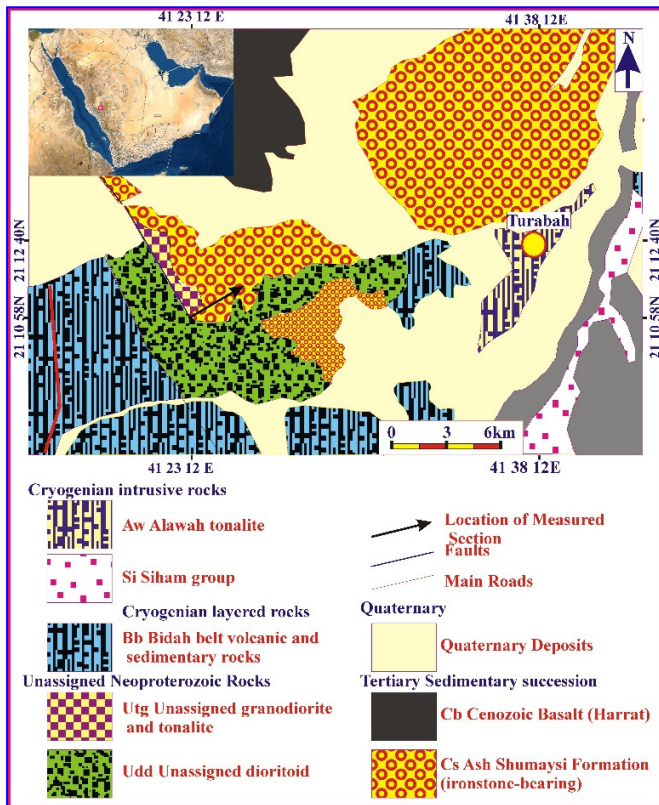 41 23 12 E
41 38 12 E
N
Turabah
21 12 40N
21 12 40N
21 10 58N
21 10 58N
0 3 6km
41 23 12 E
41 38 12 E
Cryogenian intrusive rocks
Aw Alawah tonalite
Si Siham group
Cryogenian layered rocks
Bb Bidah belt volcanic and
sedimentary rocks
Unassigned Neoproterozoic Rocks
Utg Unassigned granodiorite
and tonalite
Udd Unassigned dioritoid
Location of Measured
Section
Faults
Main Roads
Quaternary
Quaternary Deposits
Tertiary Sedimentary succession
Cb Cenozoic Basalt (Harrat)
Cs Ash Shumaysi Formation
(ironstone-bearing)